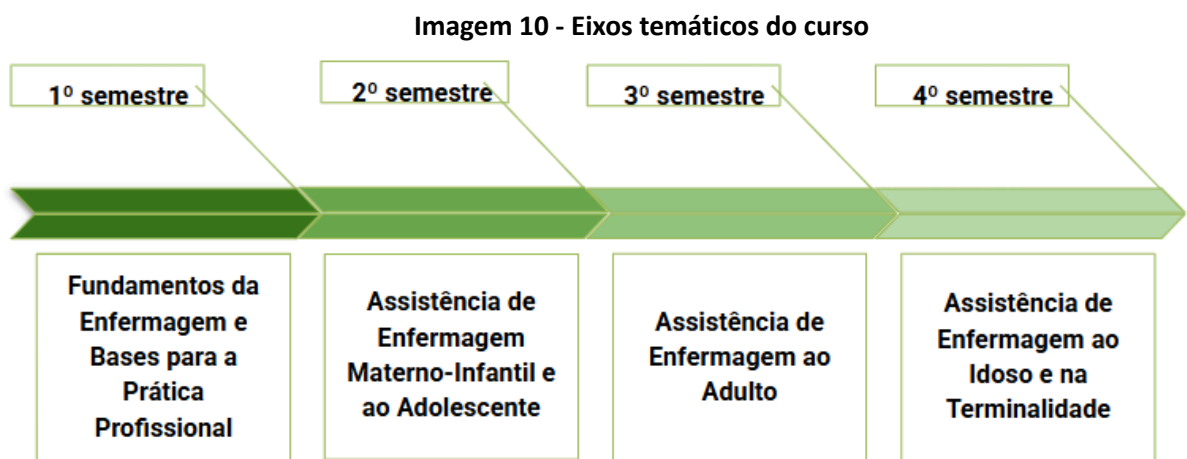 Imagem 10 - Eixos temáticos do curso
1º semestre
2º semestre
3º semestre
4º semestre
Fundamentos da
Enfermagem e
Bases para a
Prática
Profissional
Assistência de
Enfermagem
Materno-Infantil e
ao Adolescente
Assistência de
Enfermagem ao
Adulto
Assistência de
Enfermagem ao
Idoso e na
Terminalidade